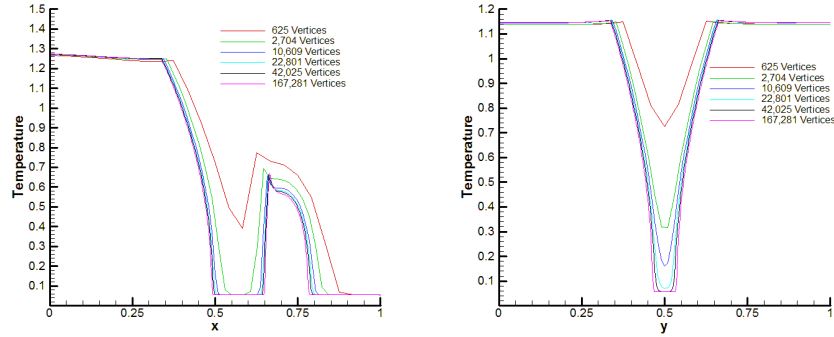 1.5
1.4
1.3
1.2
1.1
1
0.9
0.8
0.7
0.6
0.5
0.4
0.3
0.2
0.1
Temperature
625 Vertices
2,704 Vertices
10,609 Vertices
22,801 Vertices
42,025 Vertices
167,281 Vertices
0
0.25
0.5
0.75
1
x
1.2
1.1
1
0.9
0.8
0.7
0.6
0.5
0.4
0.3
0.2
0.1
Temperature
625 Vertices
2,704 Vertices
10,609 Vertices
22,801 Vertices
42,025 Vertices
167,281 Vertices
0
0.25
0.5
0.75
1
y